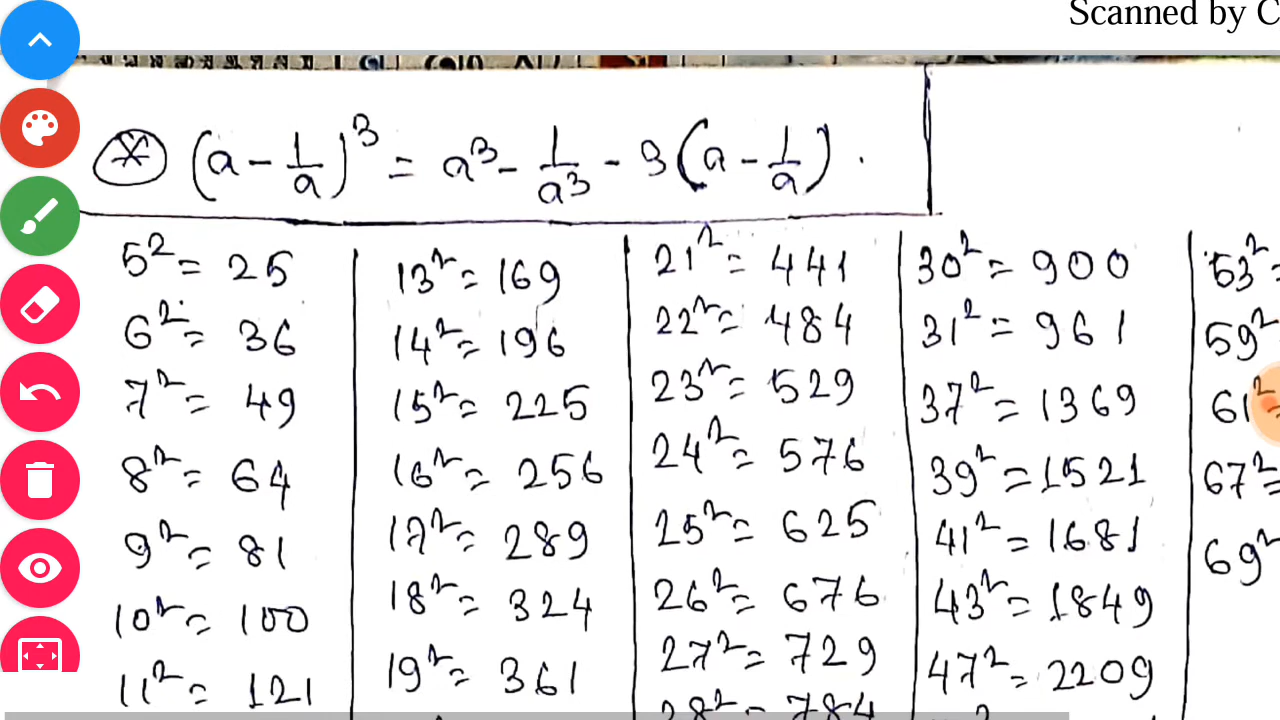 Scanned by C
(*) (a - 1/a)³ = a³ - 1/a³ - 3(a - 1/a).
5² = 25
6² = 36
7² = 49
8² = 64
9² = 81
10² = 100
11² = 121
13² = 169
14² = 196
15² = 225
16² = 256
17² = 289
18² = 324
19² = 361
21² = 441
22² = 484
23² = 529
24² = 576
25² = 625
26² = 676
27² = 729
28² = 784
30² = 900
31² = 961
37² = 1369
39² = 1521
41² = 1681
43² = 1849
47² = 2209
53² =
59²
61² =
67² =
69²